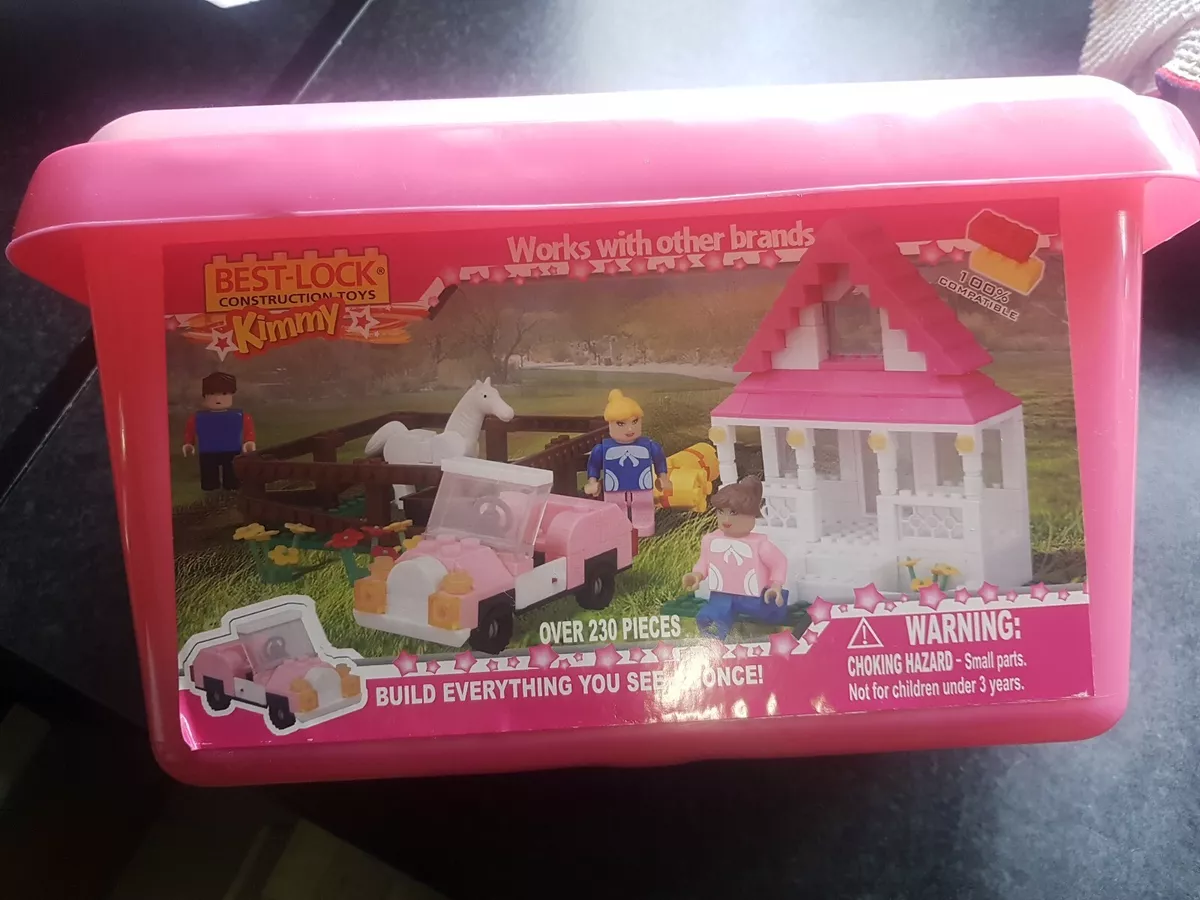 Works with other brands
BEST-LOCK®
CONSTRUCTION TOYS
Kimmy
100%
COMPATIBLE
OVER 230 PIECES
BUILD EVERYTHING YOU SEE ONCE!
WARNING:
CHOKING HAZARD - Small parts.
Not for children under 3 years.